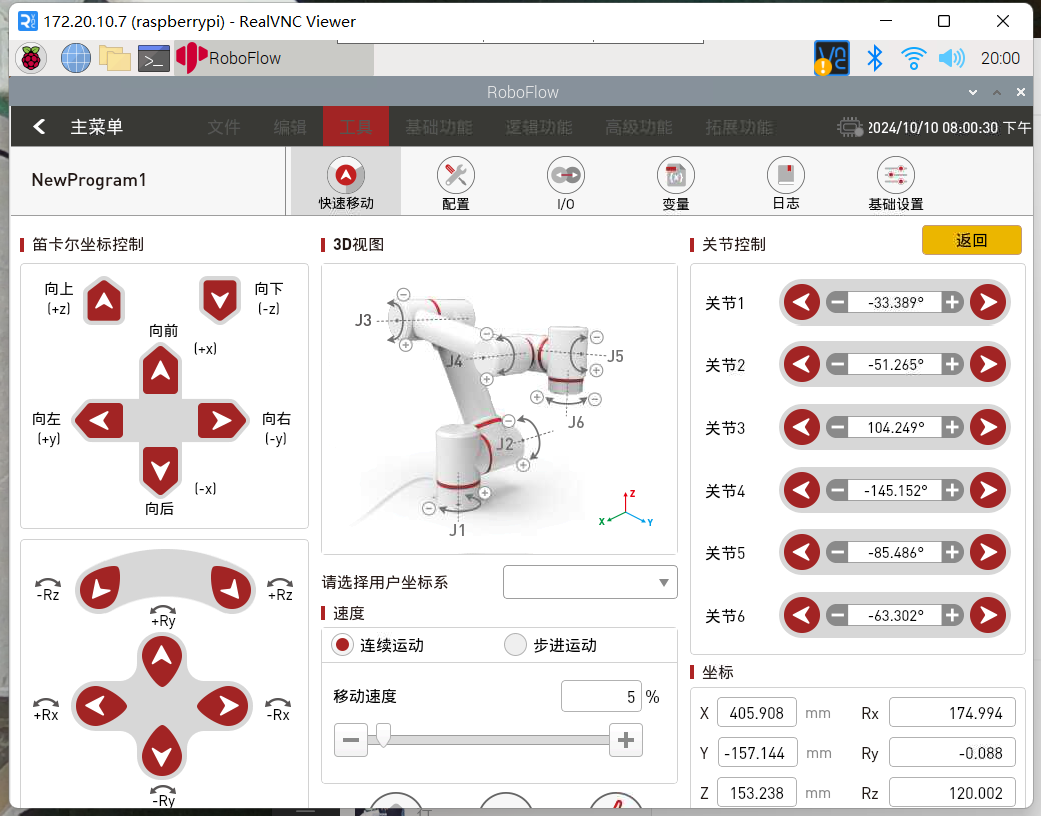 172.20.10.7 (raspberrypi) - RealVNC Viewer
RoboFlow
20:00
RoboFlow
主菜单 文件 编辑 工具 基础功能 逻辑功能 高级功能 拓展功能 2024/10/10 08:00:30 下午
NewProgram1
快速移动 配置 I/O 变量 日志 基础设置
返回
笛卡尔坐标控制
向上
(+z)
向下
(-z)
向前
(+x)
向左
(+y)
向右
(-y)
(-x)
向后
-Rz
+Rz
+Ry
+Rx
-Rx
-Ry
3D视图
J3
J4
J5
J6
J2
J1
Z
X
Y
请选择用户坐标系
速度
连续运动 步进运动
移动速度 5 %
关节控制
关节1 -33.389°
关节2 -51.265°
关节3 104.249°
关节4 -145.152°
关节5 -85.486°
关节6 -63.302°
坐标
X 405.908 mm Rx 174.994
Y -157.144 mm Ry -0.088
Z 153.238 mm Rz 120.002